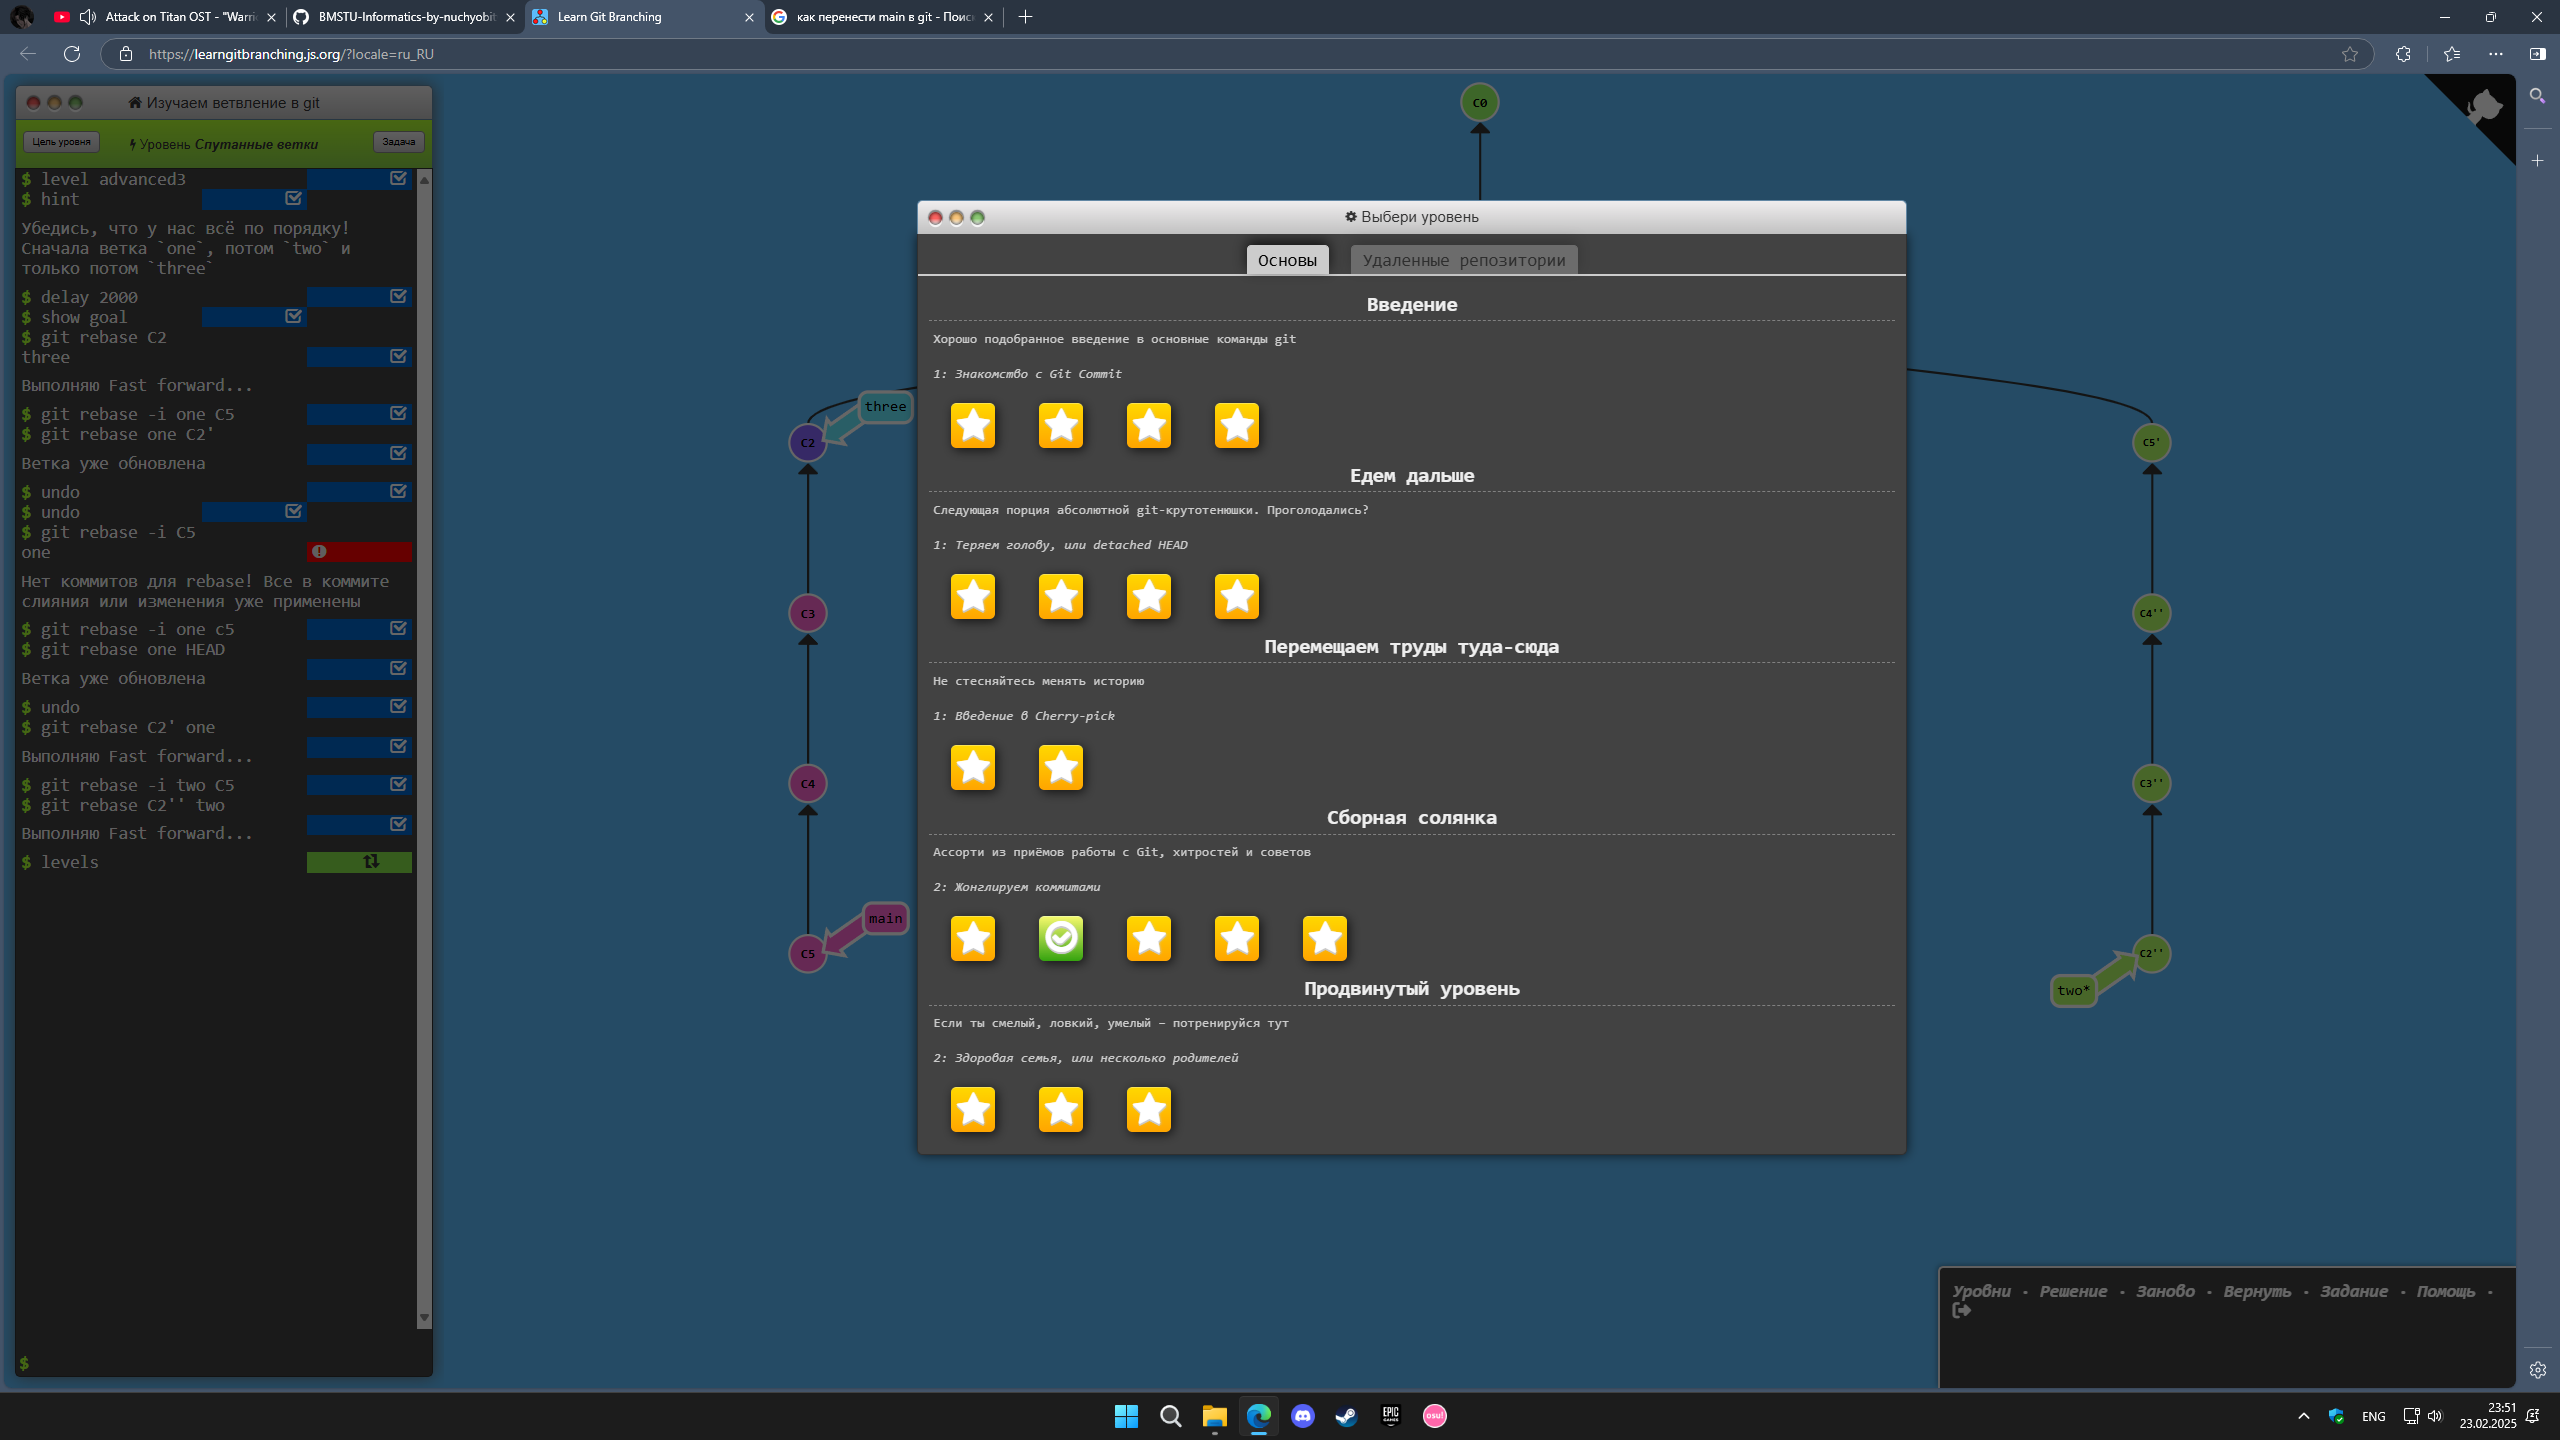 Attack on Titan OST - "Warri
BMSTU-Informatics-by-nuchyobit
Learn Git Branching
как перенести main в git - Поиск
https://learngitbranching.js.org/?locale=ru_RU
Изучаем ветвление в git
Цель уровня
Уровень Спутанные ветки
Задача
$ level advanced3
$ hint
Убедись, что у нас всё по порядку!
Сначала ветка `one`, потом `two` и
только потом `three`
$ delay 2000
$ show goal
$ git rebase C2
three
Выполняю Fast forward...
$ git rebase -i one C5
$ git rebase one C2'
Ветка уже обновлена
$ undo
$ undo
$ git rebase -i C5
one
Нет коммитов для rebase! Все в коммите
слияния или изменения уже применены
$ git rebase -i one c5
$ git rebase one HEAD
Ветка уже обновлена
$ undo
$ git rebase C2' one
Выполняю Fast forward...
$ git rebase -i two C5
$ git rebase C2'' two
Выполняю Fast forward...
$ levels
$
C0
three
C2
C3
C4
main
C5
Выбери уровень
Основы
Удаленные репозитории
Введение
Хорошо подобранное введение в основные команды git
1: Знакомство с Git Commit
Едем дальше
Следующая порция абсолютной git-крутотенюшки. Проголодались?
1: Теряем голову, или detached HEAD
Перемещаем труды туда-сюда
Не стесняйтесь менять историю
1: Введение в Cherry-pick
Сборная солянка
Ассорти из приёмов работы с Git, хитростей и советов
2: Жонглируем коммитами
Продвинутый уровень
Если ты смелый, ловкий, умелый – потренируйся тут
2: Здоровая семья, или несколько родителей
C5'
C4''
C3''
C2''
two*
Уровни · Решение · Заново · Вернуть · Задание · Помощь ·
EPIC
GAMES
osu!
ENG
23:51
23.02.2025